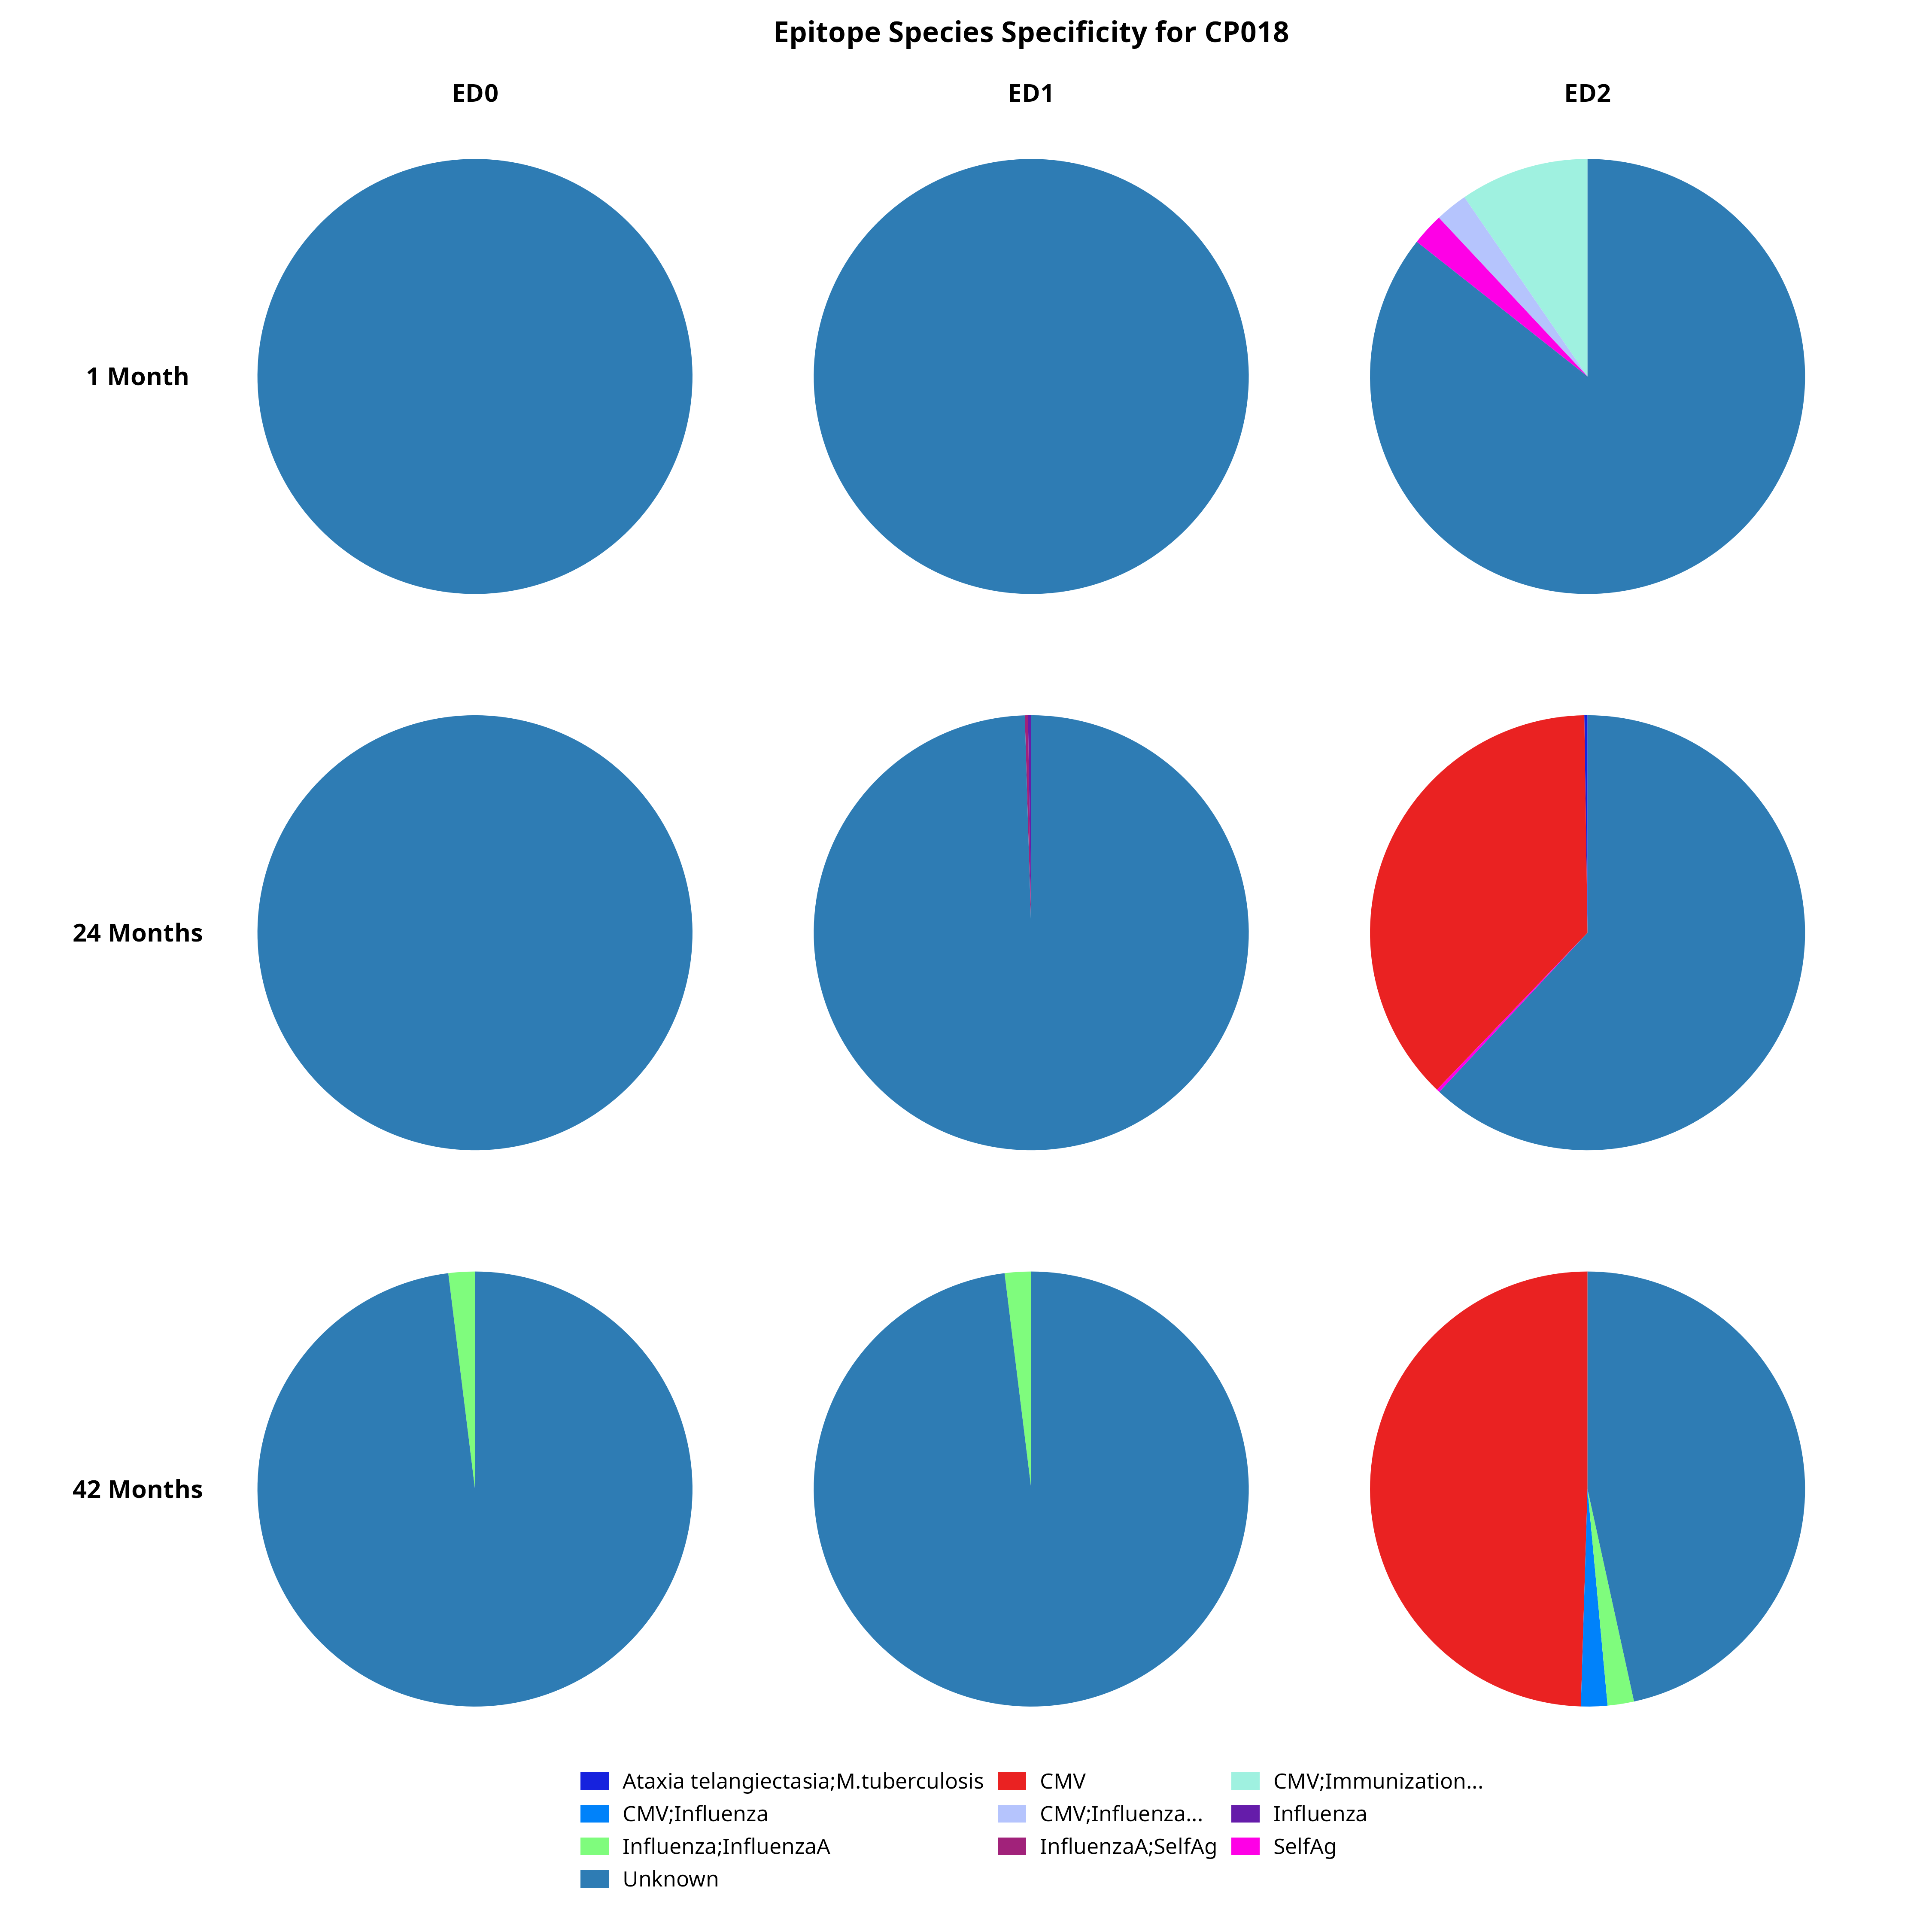 Epitope Species Specificity for CP018
ED0 ED1 ED2
1 Month
24 Months
42 Months
Ataxia telangiectasia;M.tuberculosis CMV CMV;Immunization...
CMV;Influenza CMV;Influenza... Influenza
Influenza;InfluenzaA InfluenzaA;SelfAg SelfAg
Unknown